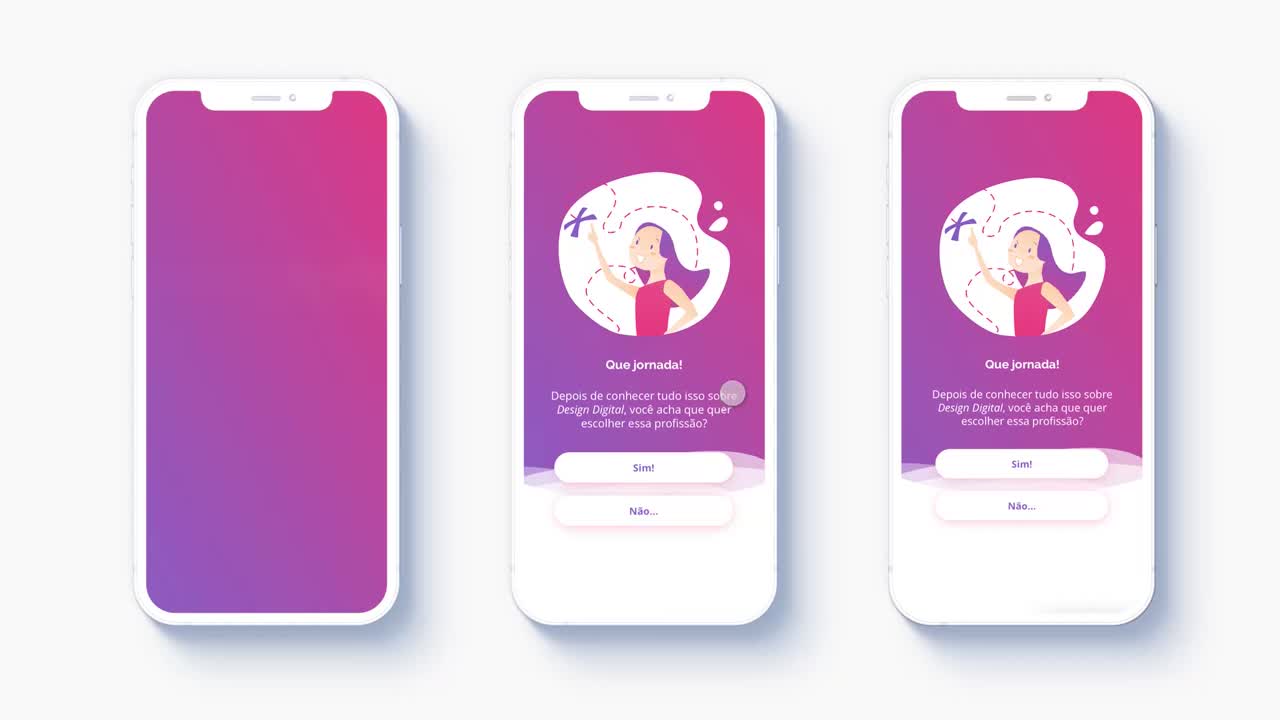 Que jornada!
Depois de conhecer tudo isso sobre
Design Digital, você acha que quer
escolher essa profissão?
Sim!
Não...
Que jornada!
Depois de conhecer tudo isso sobre
Design Digital, você acha que quer
escolher essa profissão?
Sim!
Não...